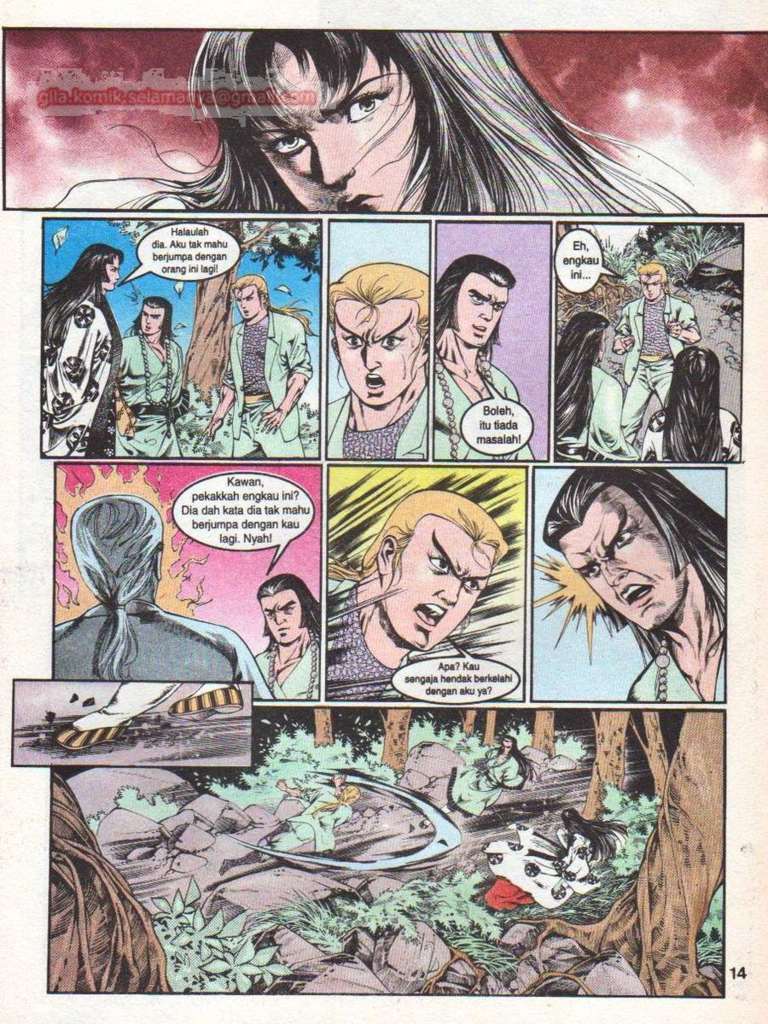 gila.komik.selamanya@gmail.com
Halaulah
dia. Aku tak mahu
berjumpa dengan
orang ini lagi!
Boleh,
itu tiada
masalah!
Eh,
engkau
ini...
Kawan,
pekakkah engkau ini?
Dia dah kata dia tak mahu
berjumpa dengan kau
lagi. Nyah!
Apa? Kau
sengaja hendak berkelahi
dengan aku ya?
14